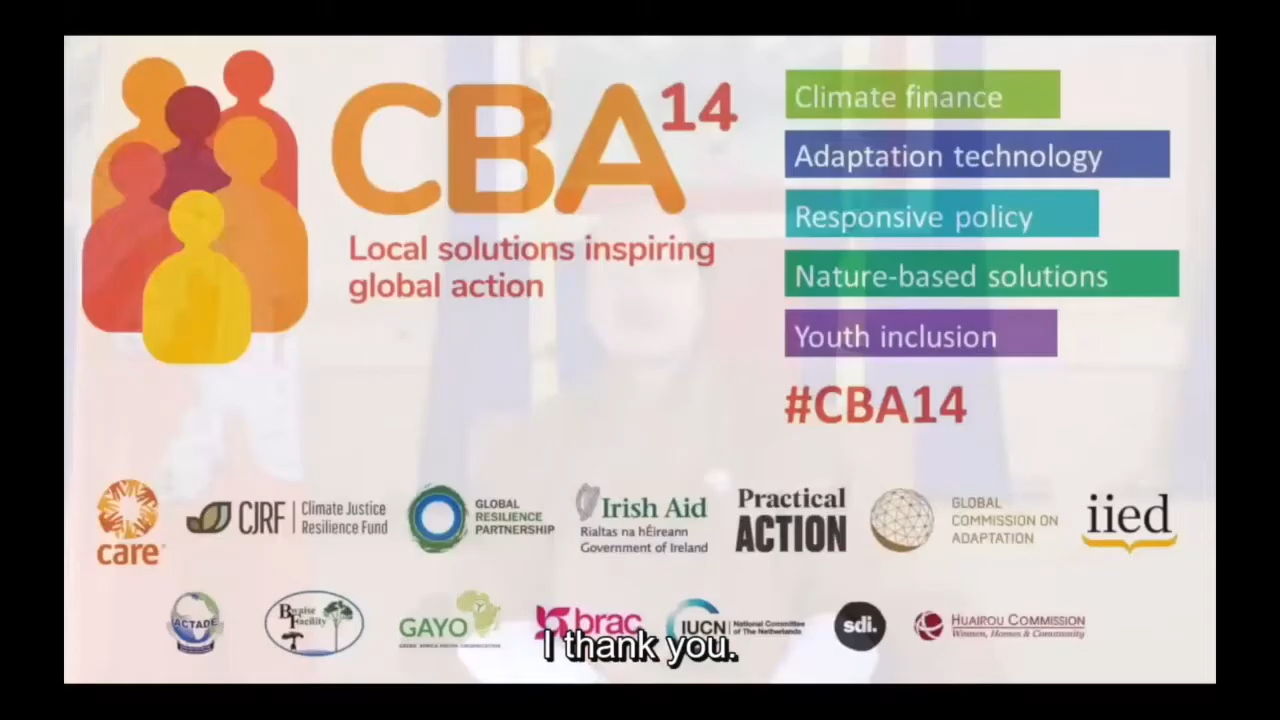 CBA14
Local solutions inspiring
global action
Climate finance
Adaptation technology
Responsive policy
Nature-based solutions
Youth inclusion
#CBA14
care
CJRF
Climate Justice
Resilience Fund
GLOBAL
RESILIENCE
PARTNERSHIP
Irish Aid
Rialtas na hÉireann
Government of Ireland
Practical
ACTION
GLOBAL
COMMISSION ON
ADAPTATION
iied
ACTADE
Bwaise
Facility
GAYO
brac
IUCN
National Committee
of The Netherlands
sdi.
HUAIROU COMMISSION
Women, Homes & Community
I thank you.